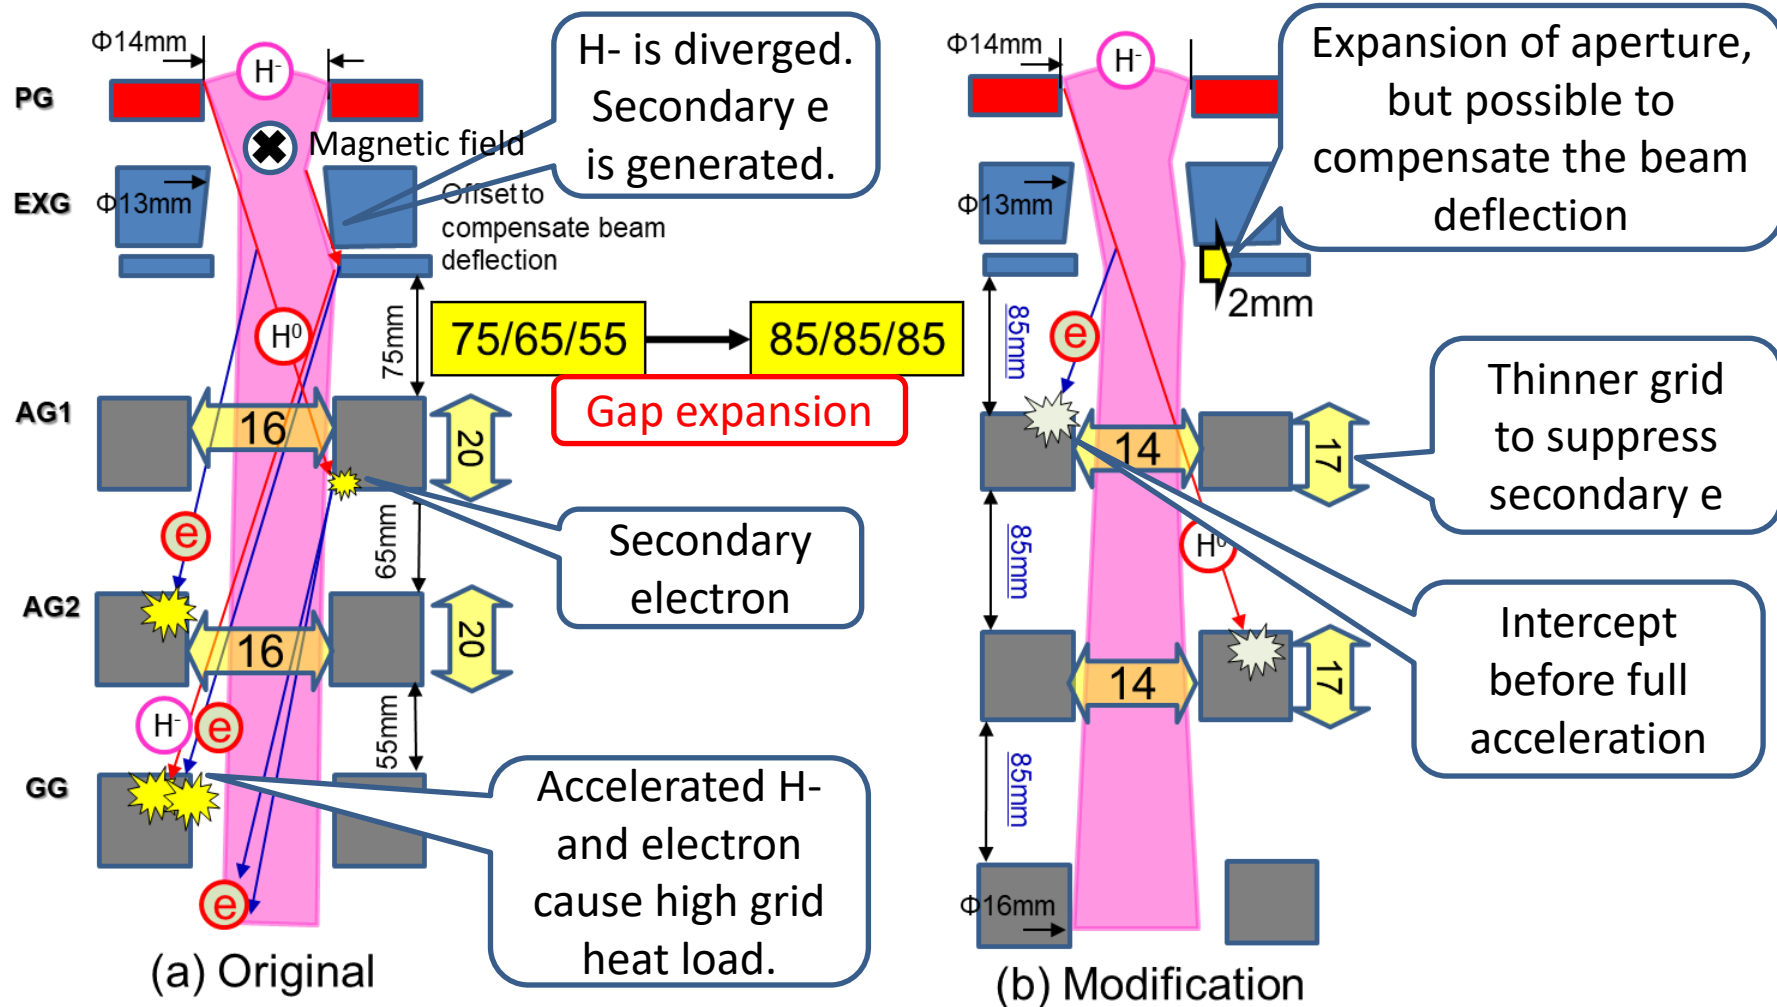 Φ14mm
H-
PG
Magnetic field
H- is diverged.
Secondary e
is generated.
EXG
Φ13mm
Offset to
compensate beam
deflection
H0
75mm
75/65/55
85/85/85
Gap expansion
AG1
16
20
Secondary
electron
e
65mm
AG2
16
20
H-
e
55mm
GG
Accelerated H-
and electron
cause high grid
heat load.
e
(a) Original
Φ14mm
H-
Expansion of aperture,
but possible to
compensate the beam
deflection
Φ13mm
2mm
85mm
e
Thinner grid
to suppress
secondary e
14
17
85mm
H0
Intercept
before full
acceleration
14
17
85mm
Φ16mm
(b) Modification